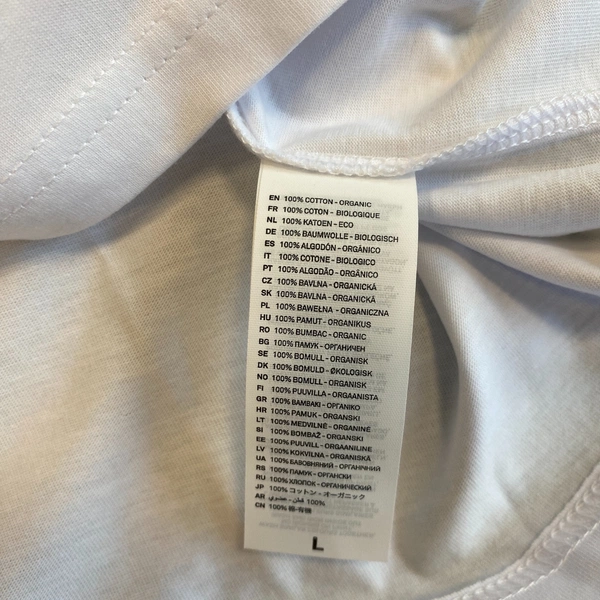 EN 100% COTTON - ORGANIC
FR 100% COTON - BIOLOGIQUE
NL 100% KATOEN - ECO
DE 100% BAUMWOLLE - BIOLOGISCH
ES 100% ALGODÓN - ORGÁNICO
IT 100% COTONE - BIOLOGICO
PT 100% ALGODÃO - ORGÁNICO
CZ 100% BAVLNA - ORGANICKÁ
SK 100% BAVLNA - ORGANICKÁ
PL 100% BAWEŁNA - ORGANICZNA
HU 100% PAMUT - ORGANIKUS
RO 100% BUMBAC - ORGANIC
BG 100% ПАМУК - ОРГАНИЧЕН
SE 100% BOMULL - ORGANISK
DK 100% BOMULD - ØKOLOGISK
NO 100% BOMULL - ORGANISK
FI 100% PUUVILLA - ORGAANISTA
GR 100% ΒΑΜΒΑΚΙ - ΟΡΓΑΝΙΚΟ
HR 100% PAMUK - ORGANSKI
LT 100% MEDVILNĖ - ORGANINĖ
SI 100% BOMBAŽ - ORGANSKI
EE 100% PUUVILL - ORGAANILINE
LV 100% KOKVILNA - ORGANISKĀ
UA 100% БАВОВНЯНИЙ - ОРГАНІЧНИЙ
RS 100% ПАМУК - ОРГАНСКИ
RU 100% ХЛОПОК - ОРГАНИЧЕСКИЙ
JP 100% コットン - オーガニック
AR 100% قطن - عضوي
CN 100% 棉-有機
L